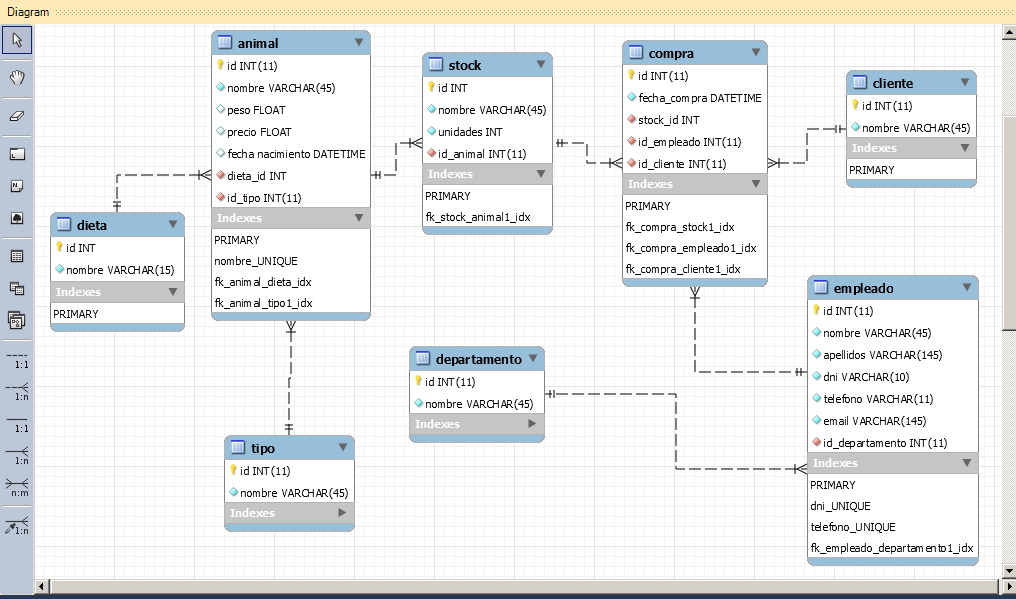 Diagram
animal
id INT(11)
nombre VARCHAR(45)
peso FLOAT
precio FLOAT
fecha nacimiento DATETIME
dieta_id INT
id_tipo INT(11)
Indexes
PRIMARY
nombre_UNIQUE
fk_animal_dieta_idx
fk_animal_tipo1_idx
stock
id INT
nombre VARCHAR(45)
unidades INT
id_animal INT(11)
Indexes
PRIMARY
fk_stock_animal1_idx
compra
id INT(11)
fecha_compra DATETIME
stock_id INT
id_empleado INT(11)
id_cliente INT(11)
Indexes
PRIMARY
fk_compra_stock1_idx
fk_compra_empleado1_idx
fk_compra_cliente1_idx
cliente
id INT(11)
nombre VARCHAR(45)
Indexes
PRIMARY
dieta
id INT
nombre VARCHAR(15)
Indexes
PRIMARY
empleado
id INT(11)
nombre VARCHAR(45)
apellidos VARCHAR(145)
dni VARCHAR(10)
telefono VARCHAR(11)
email VARCHAR(145)
id_departamento INT(11)
Indexes
PRIMARY
dni_UNIQUE
telefono_UNIQUE
fk_empleado_departamento1_idx
departamento
id INT(11)
nombre VARCHAR(45)
Indexes
tipo
id INT(11)
nombre VARCHAR(45)
Indexes
1:1
1:n
1:1
1:n
n:m
1:n